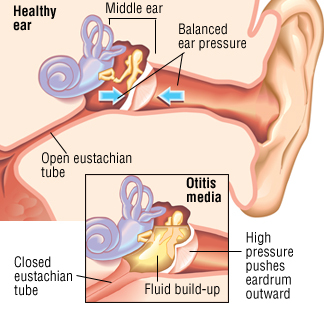 Healthy
ear
Middle ear
Balanced
ear pressure
Open eustachian
tube
Otitis
media
Closed
eustachian
tube
Fluid build-up
High
pressure
pushes
eardrum
outward